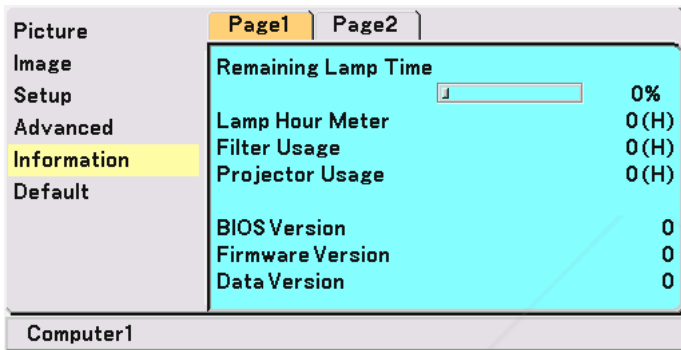 Picture
Image
Setup
Advanced
Information
Default
Page1 Page2
Remaining Lamp Time
0%
Lamp Hour Meter 0(H)
Filter Usage 0(H)
Projector Usage 0(H)
BIOS Version 0
Firmware Version 0
Data Version 0
Computer1